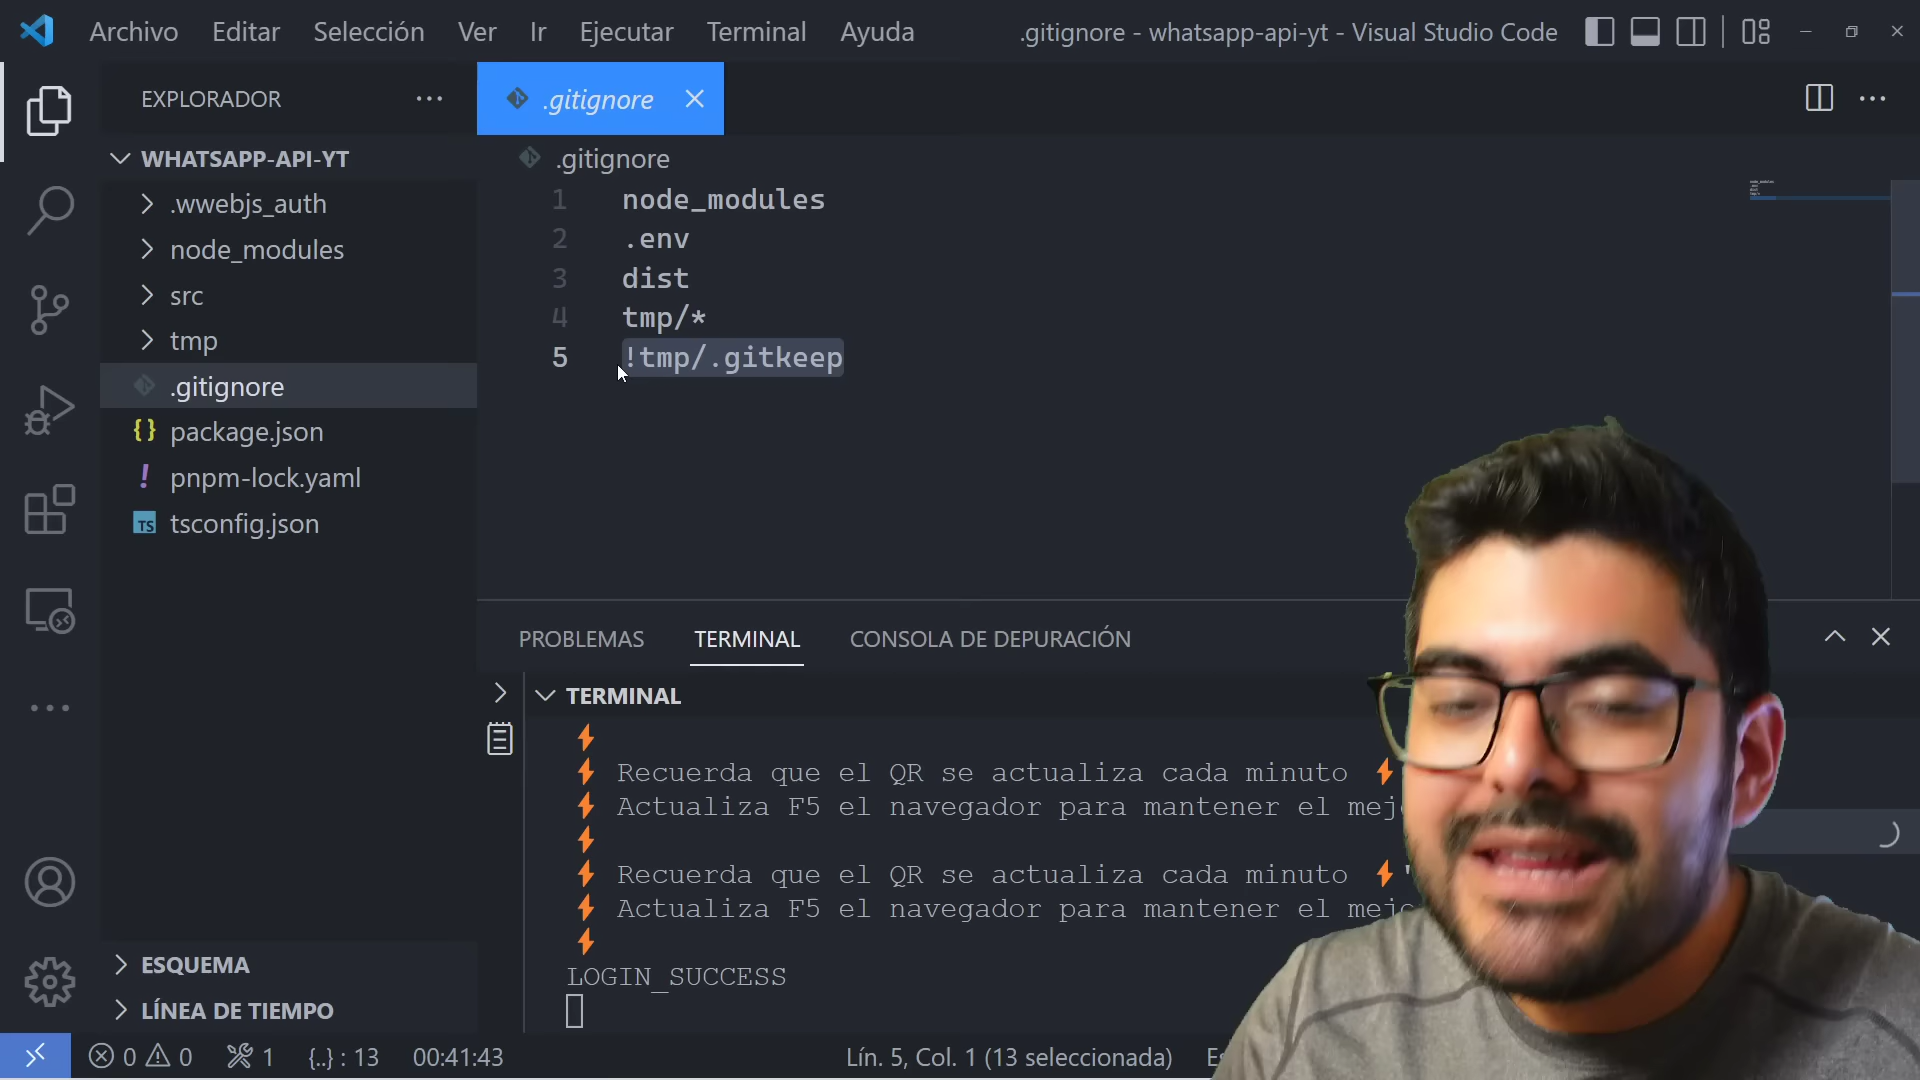 Archivo Editar Selección Ver Ir Ejecutar Terminal Ayuda .gitignore - whatsapp-api-yt - Visual Studio Code
EXPLORADOR
WHATSAPP-API-YT
.wwebjs_auth
node_modules
src
tmp
.gitignore
package.json
pnpm-lock.yaml
TS tsconfig.json
ESQUEMA
LÍNEA DE TIEMPO
.gitignore
.gitignore
1 node_modules
2 .env
3 dist
4 tmp/*
5 !tmp/.gitkeep
PROBLEMAS TERMINAL CONSOLA DE DEPURACIÓN
TERMINAL
⚡
⚡ Recuerda que el QR se actualiza cada minuto ⚡
⚡ Actualiza F5 el navegador para mantener el
⚡
⚡ Recuerda que el QR se actualiza cada minuto ⚡'
⚡ Actualiza F5 el navegador para mantener el
⚡
LOGIN_SUCCESS
0 0 1 {..} : 13 00:41:43 Lín. 5, Col. 1 (13 seleccionada)